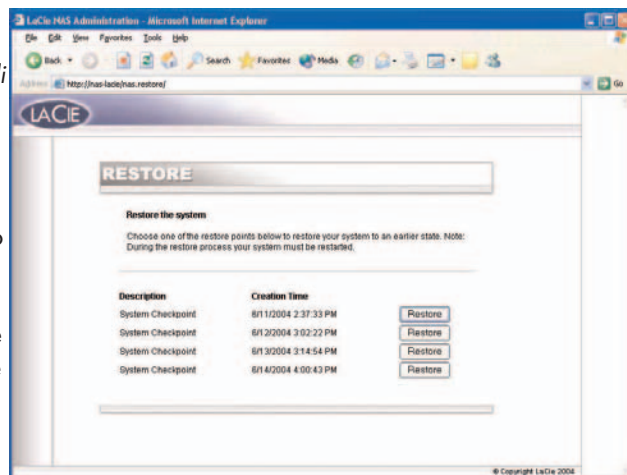 LaCie NAS Administration - Microsoft Internet Explorer
File Edit View Favorites Tools Help
Back Search Favorites Media
Address http://nas-lacie/nas.restore/ Go
LACIE
RESTORE
Restore the system
Choose one of the restore points below to restore your system to an earlier state. Note:
During the restore process your system must be restarted.
Description Creation Time
System Checkpoint 6/11/2004 2:37:33 PM Restore
System Checkpoint 6/12/2004 3:02:22 PM Restore
System Checkpoint 6/13/2004 3:14:54 PM Restore
System Checkpoint 6/14/2004 4:00:43 PM Restore
© Copyright LaCie 2004